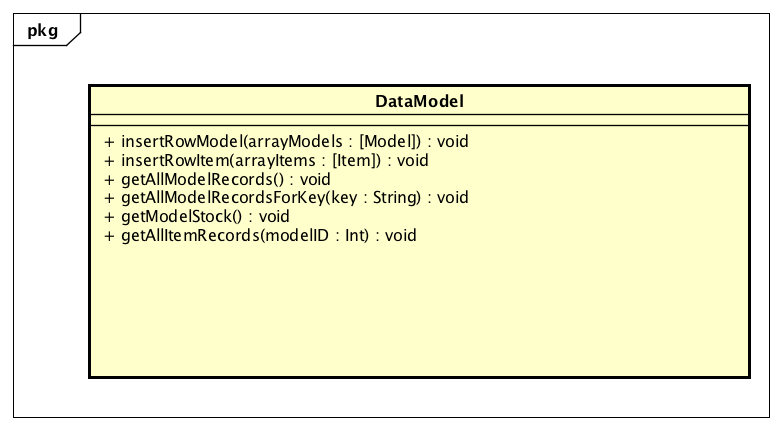 pkg
DataModel
+ insertRowModel(arrayModels : [Model]) : void
+ insertRowItem(arrayItems : [Item]) : void
+ getAllModelRecords() : void
+ getAllModelRecordsForKey(key : String) : void
+ getModelStock() : void
+ getAllItemRecords(modelID : Int) : void